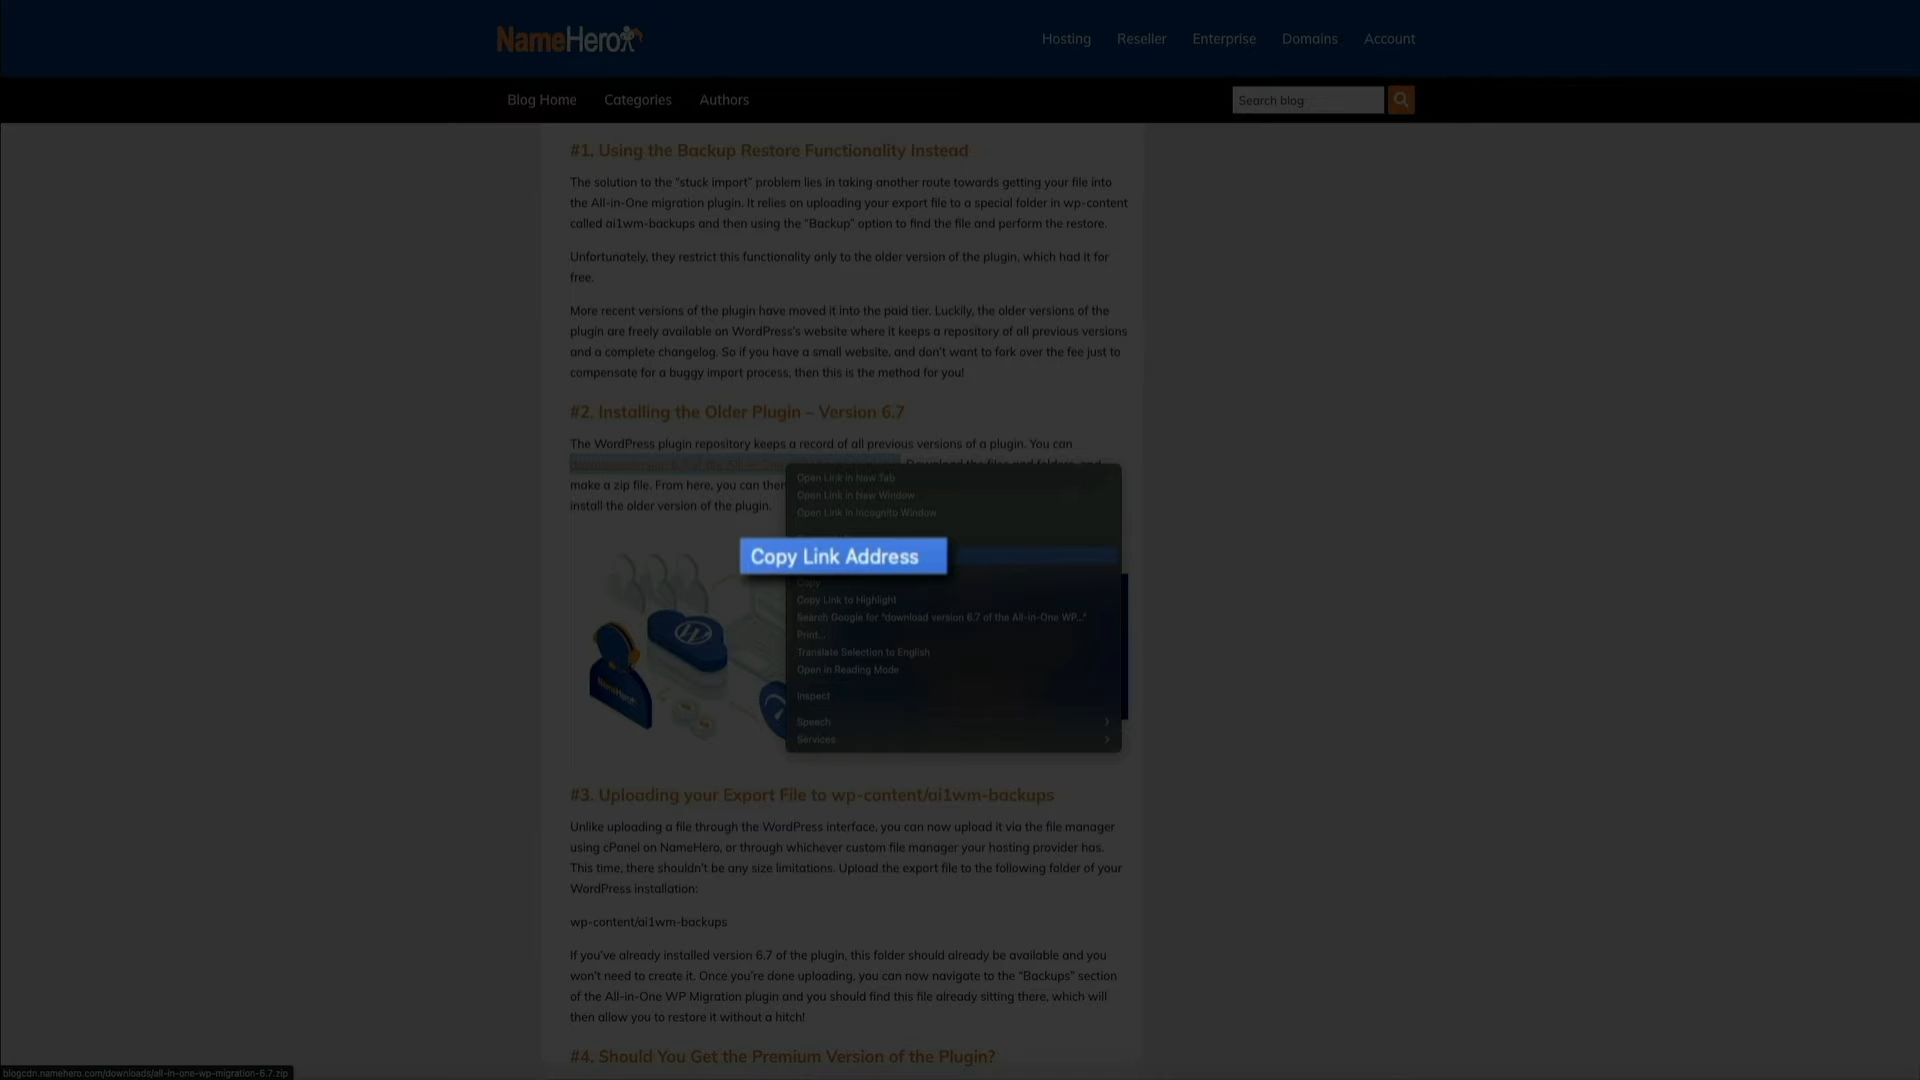 NameHero
Hosting
Reseller
Enterprise
Domains
Account
Blog Home
Categories
Authors
Search blog
#1. Using the Backup Restore Functionality Instead
The solution to the "stuck import" problem lies in taking another route towards getting your file into
the All-in-One migration plugin. It relies on uploading your export file to a special folder in wp-content
called ai1wm-backups and then using the "Backup" option to find the file and perform the restore.
Unfortunately, they restrict this functionality only to the older version of the plugin, which had it for
free.
More recent versions of the plugin have moved it into the paid tier. Luckily, the older versions of the
plugin are freely available on WordPress's website where it keeps a repository of all previous versions
and a complete changelog. So if you have a small website, and don't want to fork over the fee just to
compensate for a buggy import process, then this is the method for you!
#2. Installing the Older Plugin – Version 6.7
The WordPress plugin repository keeps a record of all previous versions of a plugin. You can
Download the files and folders, and
make a zip file. From here, you can then
install the older version of the plugin.
Open Link in New Tab
Open Link in New Window
Open Link in Incognito Window
Copy Link Address
Copy
Copy Link to Highlight
Search Google for "download version 6.7 of the All-in-One WP..."
Print...
Translate Selection to English
Open in Reading Mode
Inspect
Speech
Services
NameHero
#3. Uploading your Export File to wp-content/ai1wm-backups
Unlike uploading a file through the WordPress interface, you can now upload it via the file manager
using cPanel on NameHero, or through whichever custom file manager your hosting provider has.
This time, there shouldn't be any size limitations. Upload the export file to the following folder of your
WordPress installation:
wp-content/ai1wm-backups
If you've already installed version 6.7 of the plugin, this folder should already be available and you
won't need to create it. Once you're done uploading, you can now navigate to the "Backups" section
of the All-in-One WP Migration plugin and you should find this file already sitting there, which will
then allow you to restore it without a hitch!
#4. Should You Get the Premium Version of the Plugin?
blogcdn.namehero.com/downloads/all-in-one-wp-migration-6.7.zip